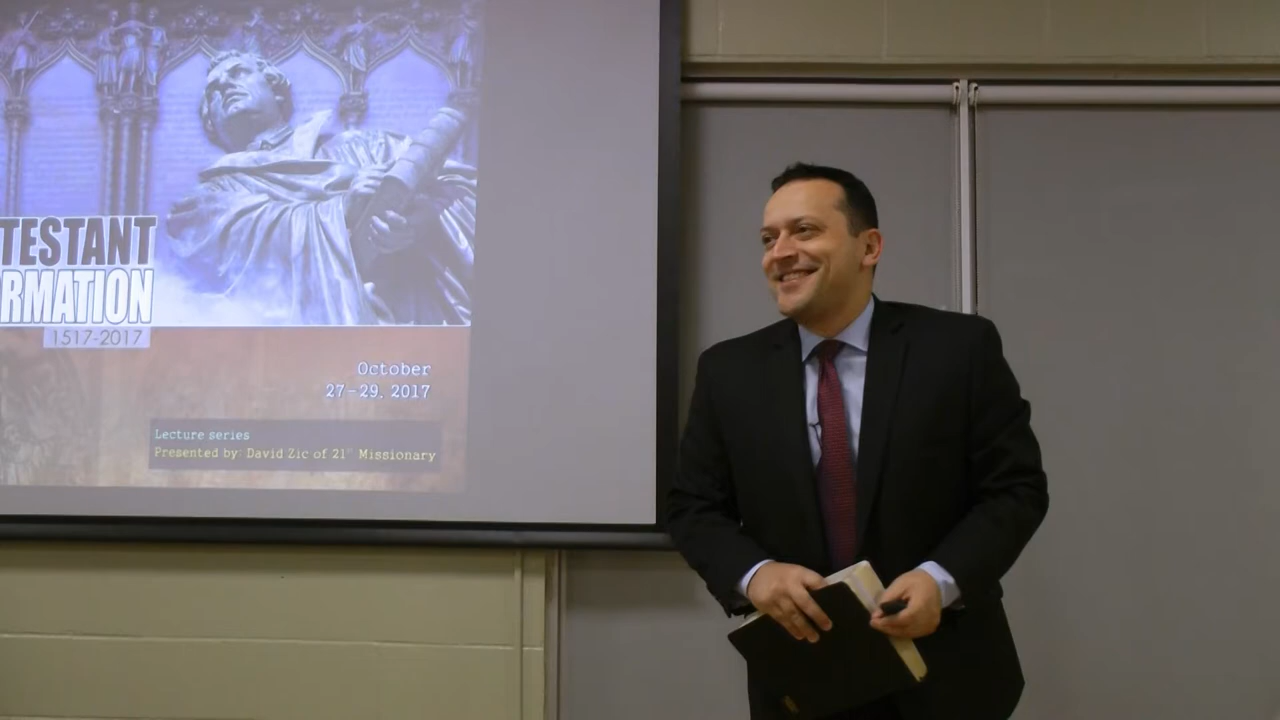 TESTANT
RMATION
1517-2017
October
27-29, 2017
Lecture series
Presented by: David Zic of 21st Missionary